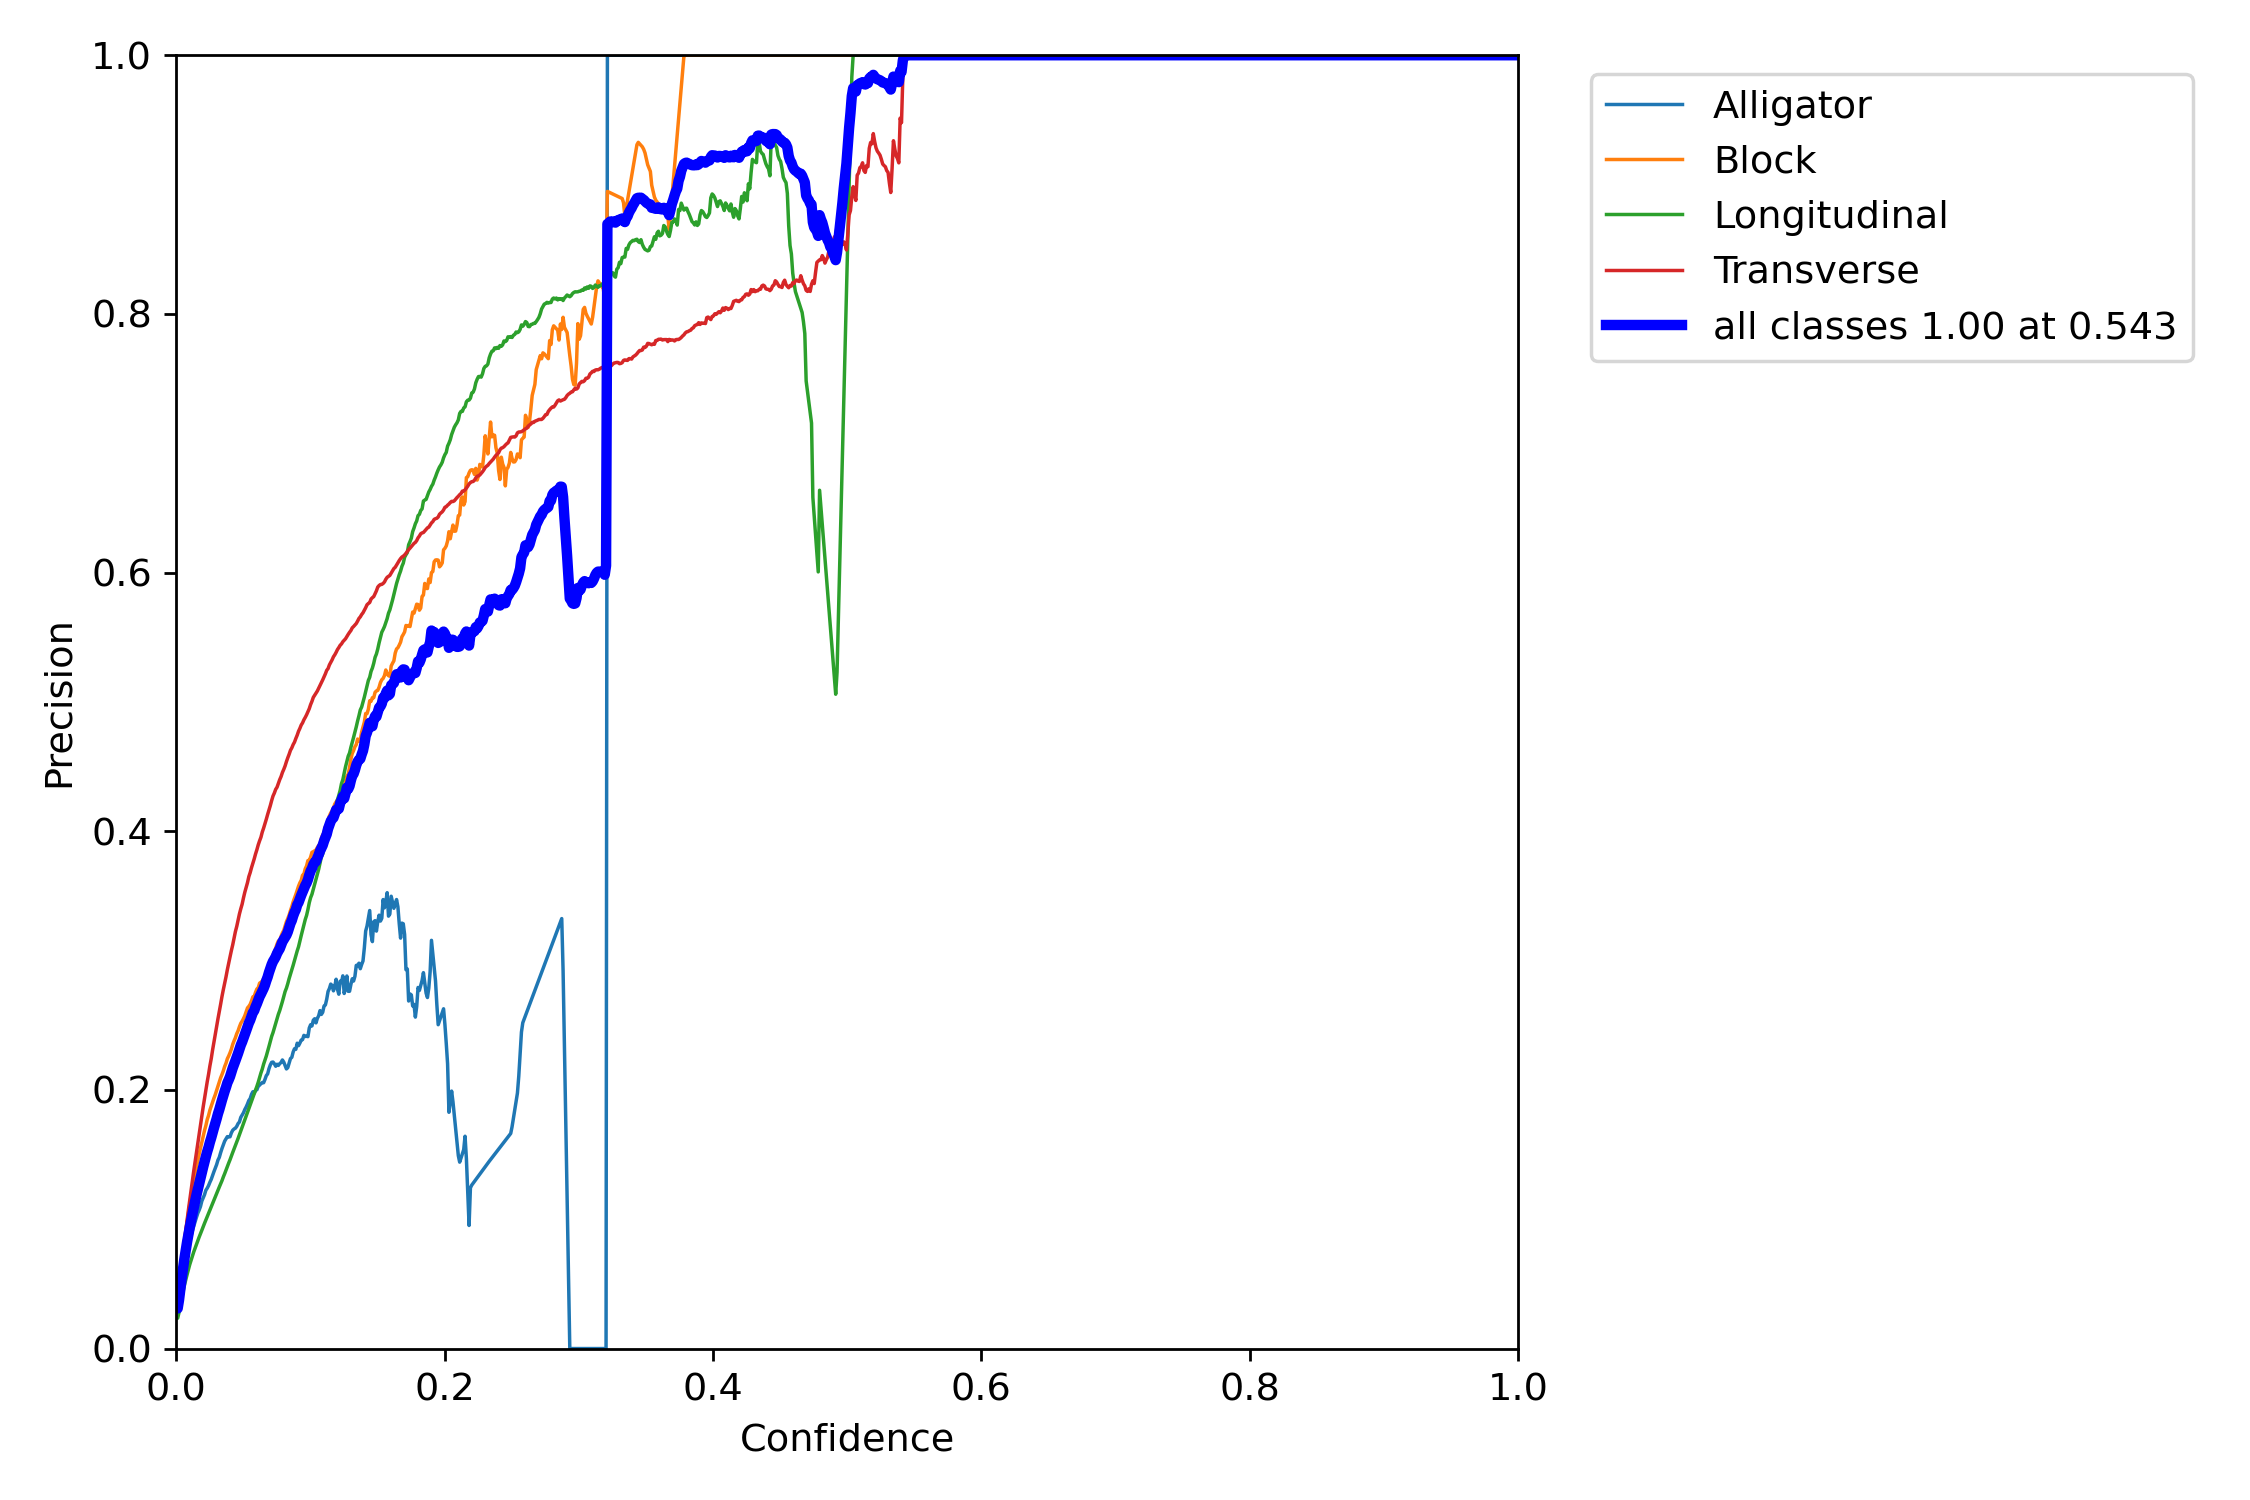 1.0
0.8
0.6
0.4
0.2
0.0
0.0 0.2 0.4 0.6 0.8 1.0
Precision
Confidence
Alligator
Block
Longitudinal
Transverse
all classes 1.00 at 0.543